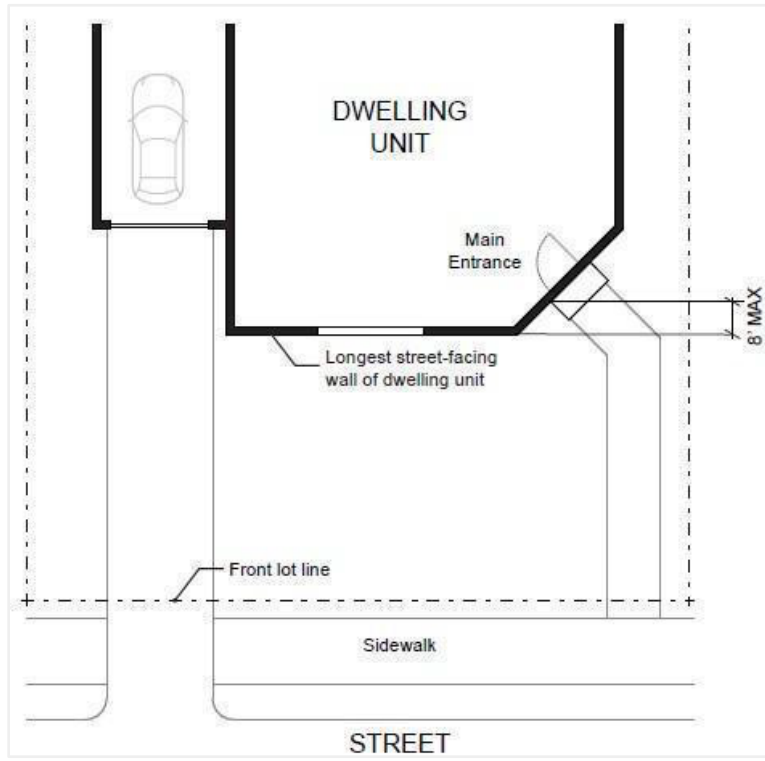 DWELLING
UNIT
Main
Entrance
8' MAX
Longest street-facing
wall of dwelling unit
Front lot line
Sidewalk
STREET